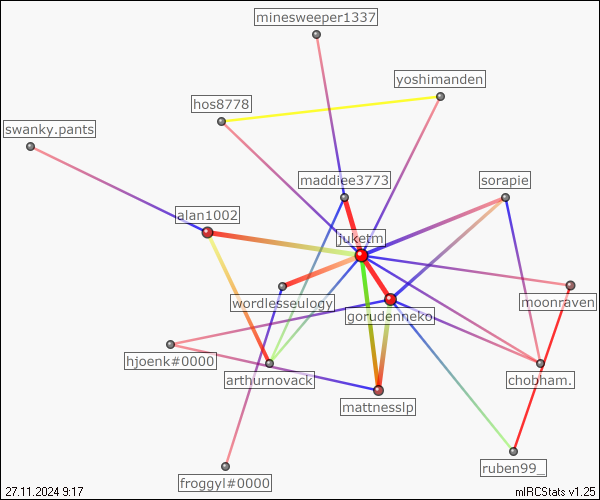 minesweeper1337
yoshimanden
hos8778
swanky.pants
maddiee3773
sorapie
alan1002
juketm
wordlesseulogy
moonraven
gorudenneko
hjoenk#0000
arthurnovack
chobham.
mattnesslp
ruben99_
froggyl#0000
27.11.2024 9:17
mIRCStats v1.25